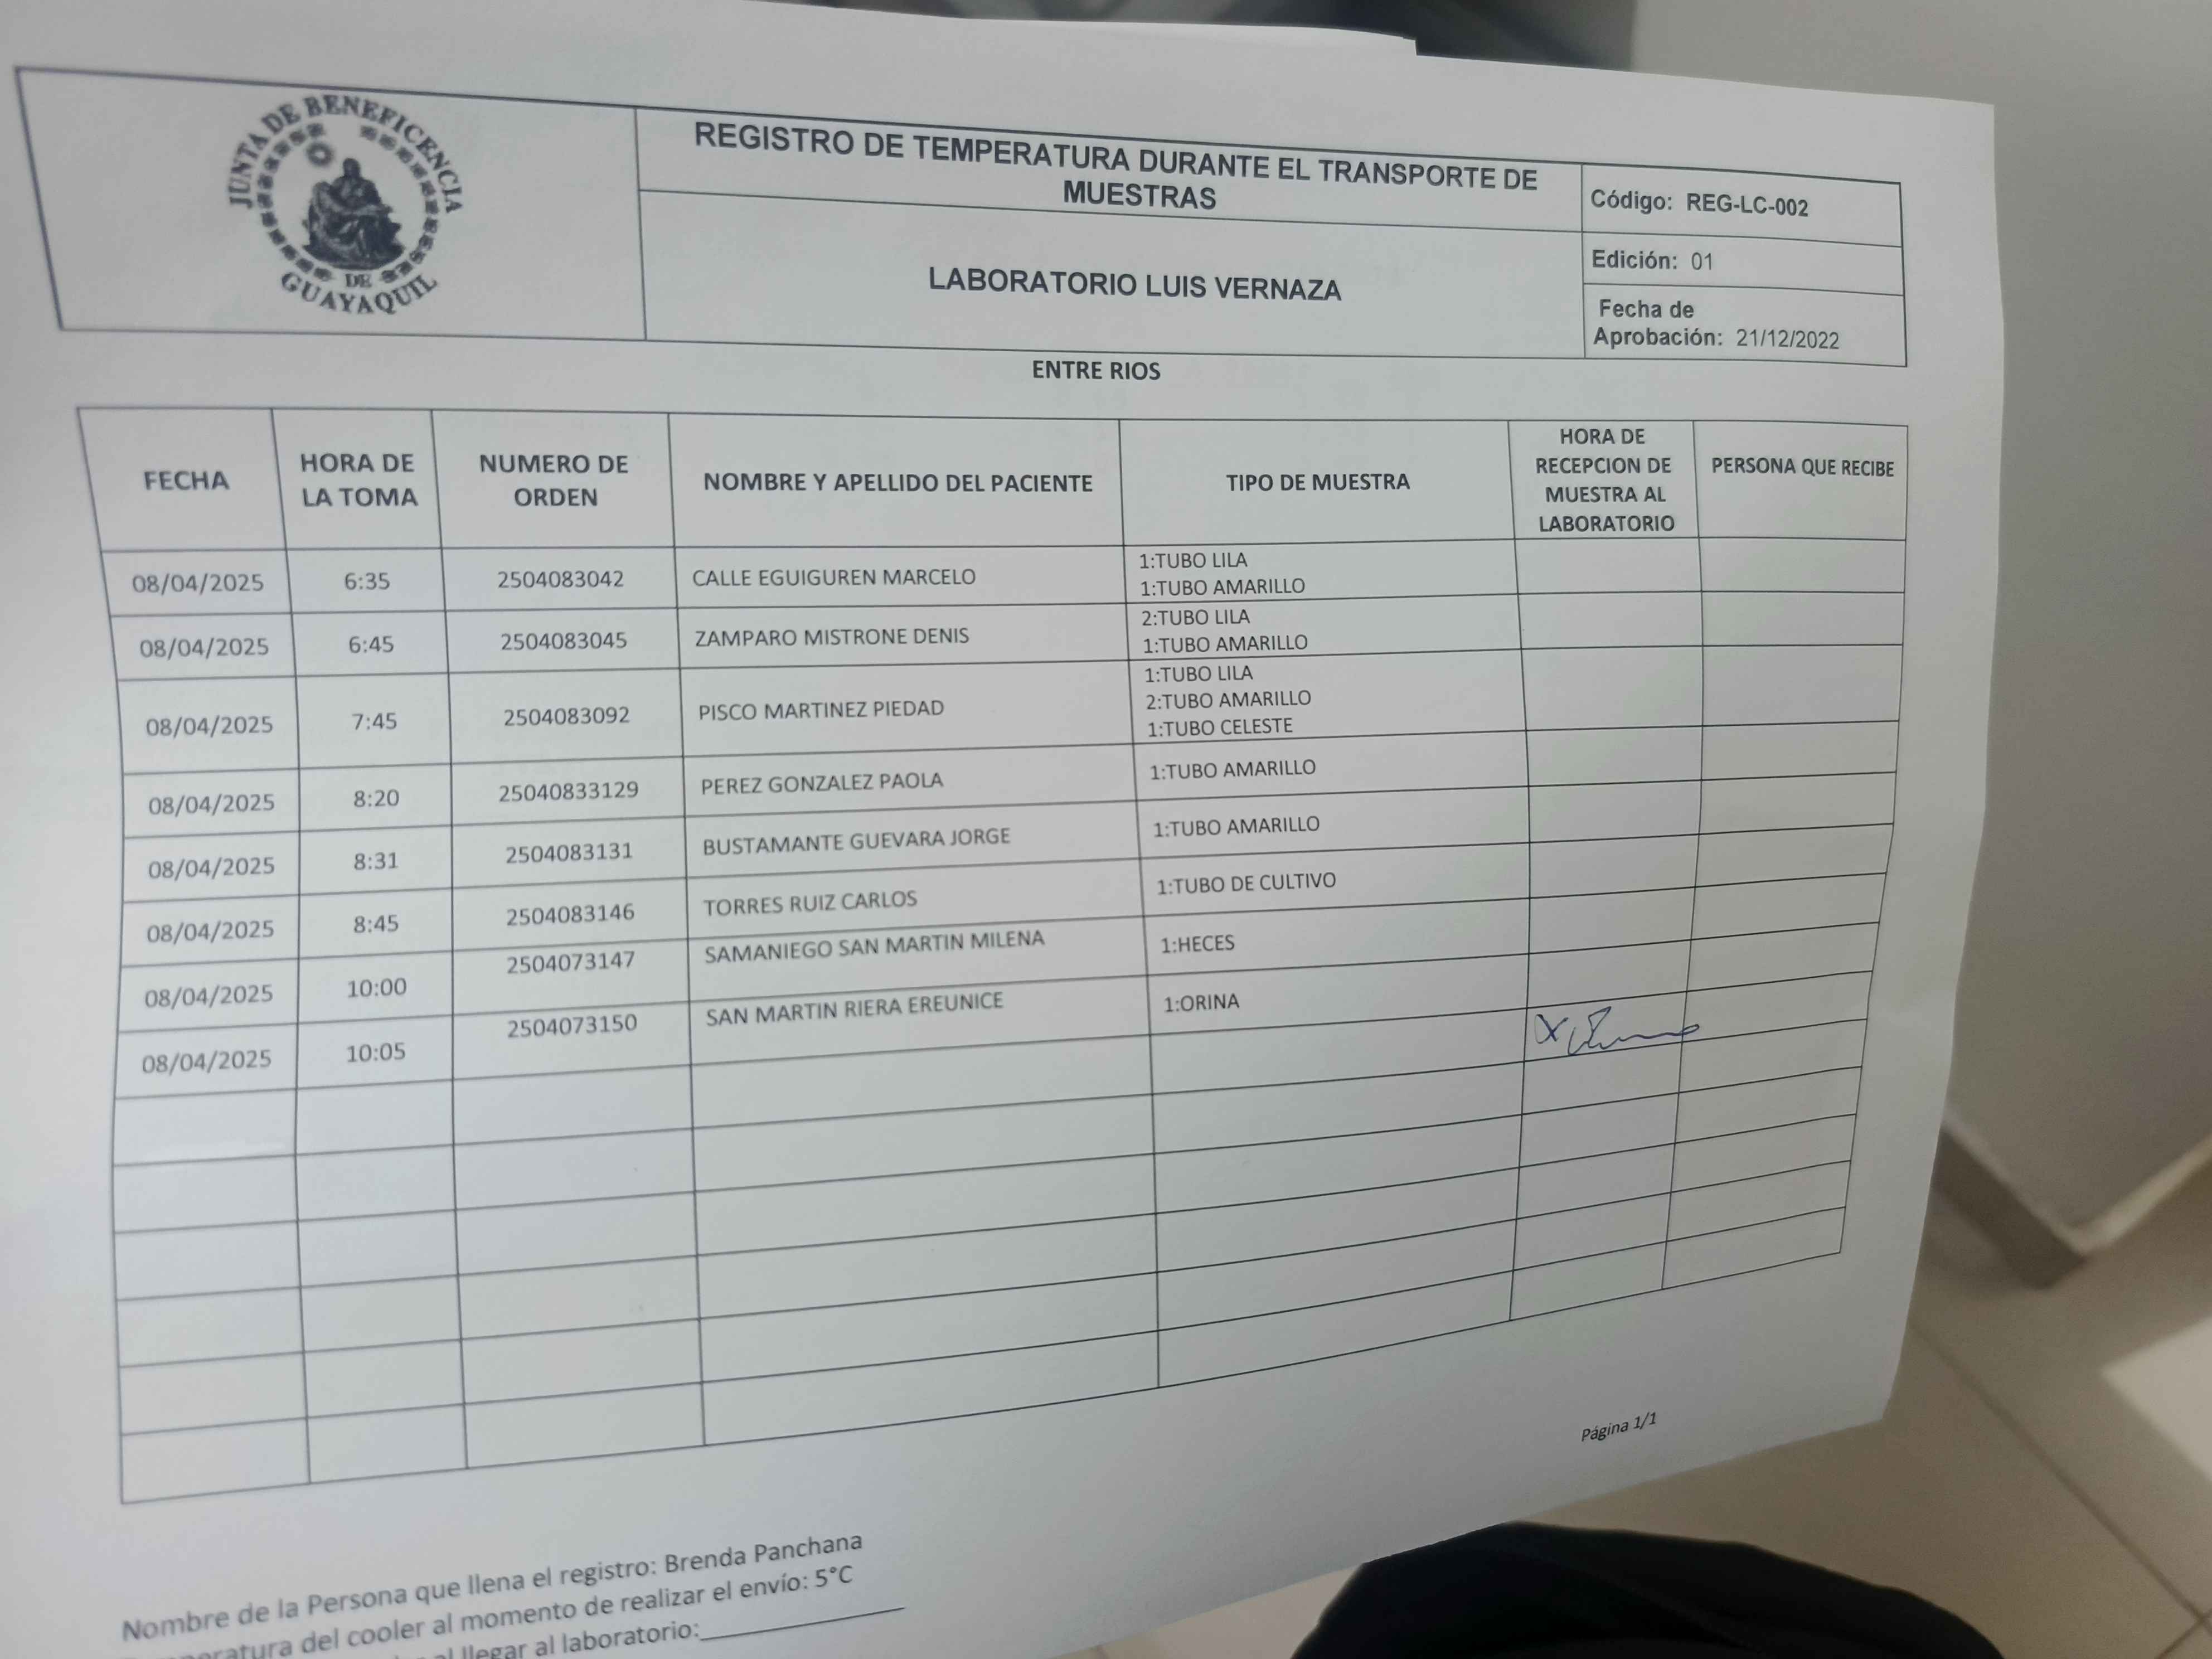 JUNTA DE BENEFICENCIA
DE
GUAYAQUIL
REGISTRO DE TEMPERATURA DURANTE EL TRANSPORTE DE
MUESTRAS
LABORATORIO LUIS VERNAZA
Código: REG-LC-002
Edición: 01
Fecha de
Aprobación: 21/12/2022
ENTRE RIOS
FECHA
HORA DE
LA TOMA
NUMERO DE
ORDEN
NOMBRE Y APELLIDO DEL PACIENTE
TIPO DE MUESTRA
HORA DE
RECEPCION DE
MUESTRA AL
LABORATORIO
PERSONA QUE RECIBE
08/04/2025 6:35 2504083042 CALLE EGUIGUREN MARCELO 1:TUBO LILA
1:TUBO AMARILLO
08/04/2025 6:45 2504083045 ZAMPARO MISTRONE DENIS 2:TUBO LILA
1:TUBO AMARILLO
08/04/2025 7:45 2504083092 PISCO MARTINEZ PIEDAD 1:TUBO LILA
2:TUBO AMARILLO
1:TUBO CELESTE
08/04/2025 8:20 25040833129 PEREZ GONZALEZ PAOLA 1:TUBO AMARILLO
08/04/2025 8:31 2504083131 BUSTAMANTE GUEVARA JORGE 1:TUBO AMARILLO
08/04/2025 8:45 2504083146 TORRES RUIZ CARLOS 1:TUBO DE CULTIVO
08/04/2025 10:00 2504073147 SAMANIEGO SAN MARTIN MILENA 1:HECES
08/04/2025 10:05 2504073150 SAN MARTIN RIERA EREUNICE 1:ORINA
Página 1/1
Nombre de la Persona que llena el registro: Brenda Panchana
del cooler al momento de realizar el envío: 5°C
al llegar al laboratorio: